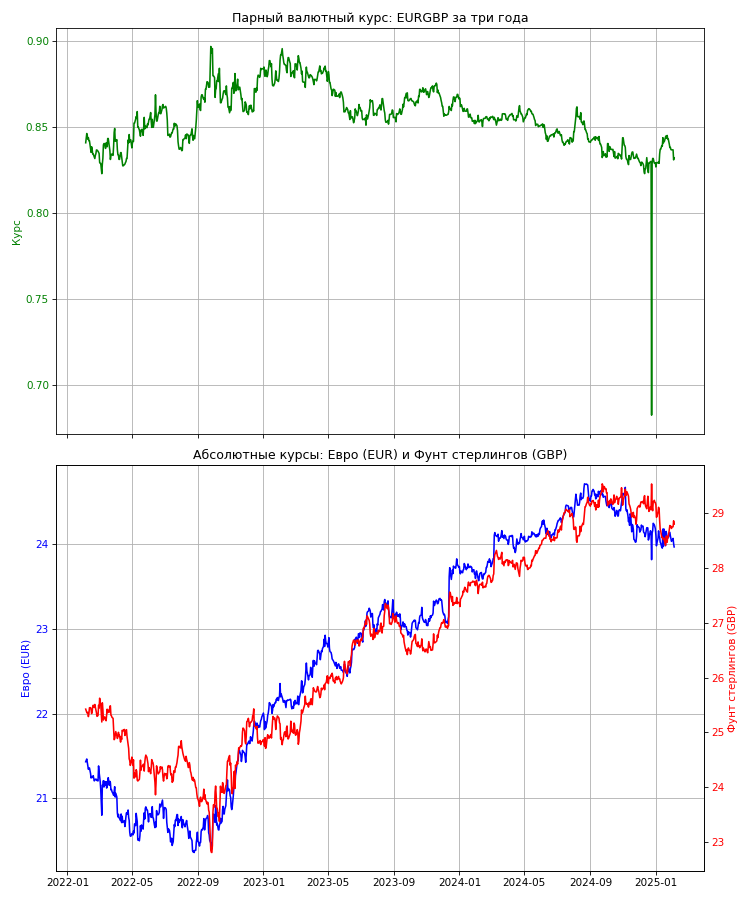 Парный валютный курс: EURGBP за три года
0.90
0.85
0.80
0.75
0.70
Курс
Абсолютные курсы: Евро (EUR) и Фунт стерлингов (GBP)
24
23
22
21
Евро (EUR)
29
28
27
26
25
24
23
Фунт стерлингов (GBP)
2022-01 2022-05 2022-09 2023-01 2023-05 2023-09 2024-01 2024-05 2024-09 2025-01